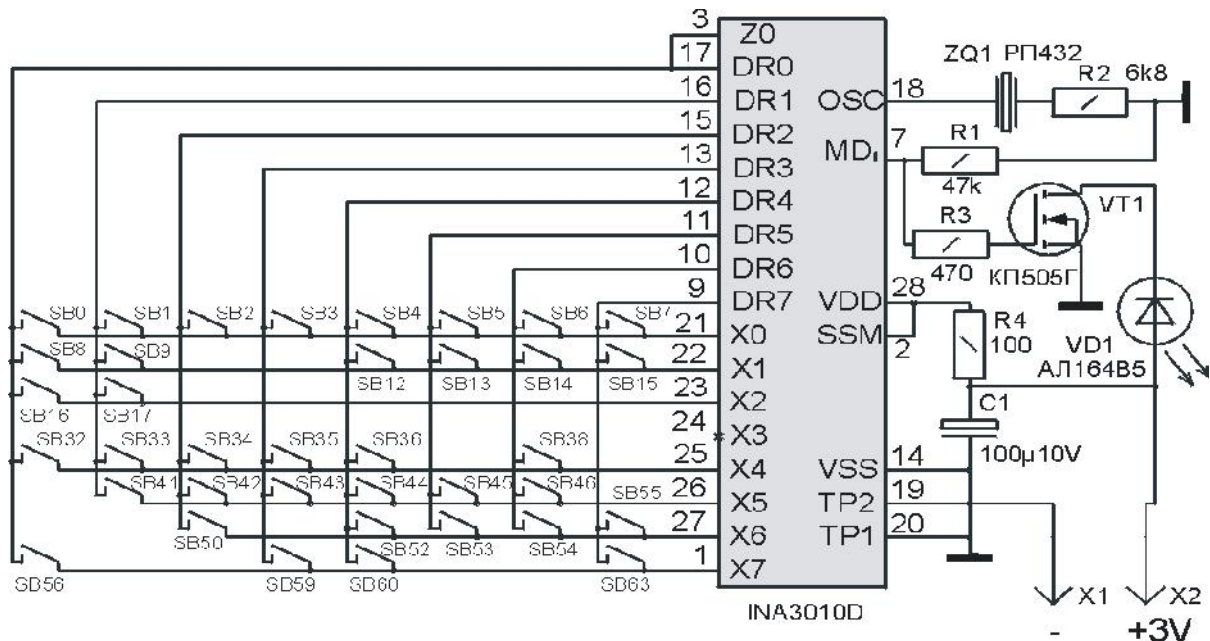 3 Z0
17 DR0
16 DR1
15 DR2
13 DR3
12 DR4
11 DR5
10 DR6
9 DR7
21 X0
22 X1
23 X2
24 X3
25 X4
26 X5
27 X6
1 X7
OSC 18
MD 7
VDD 28
SSM 2
VSS 14
TP2 19
TP1 20
INA3010D
ZQ1 РП432
R2 6k8
R1
47k
R3
470
VT1
КП505Г
R4
100
VD1
АЛ164В5
C1
100µ10V
X1 X2
- +3V
SB0 SB1 SB2 SB3 SB4 SB5 SB6 SB7
SB8 SB9
SB12 SB13 SB14 SB15
SB16 SB17
SB32 SB33 SB34 SB35 SB36 SB38
SB41 SB42 SB43 SB44 SB45 SB46 SB55
SB50 SB52 SB53 SB54
SB56 SB59 SB60 SB63